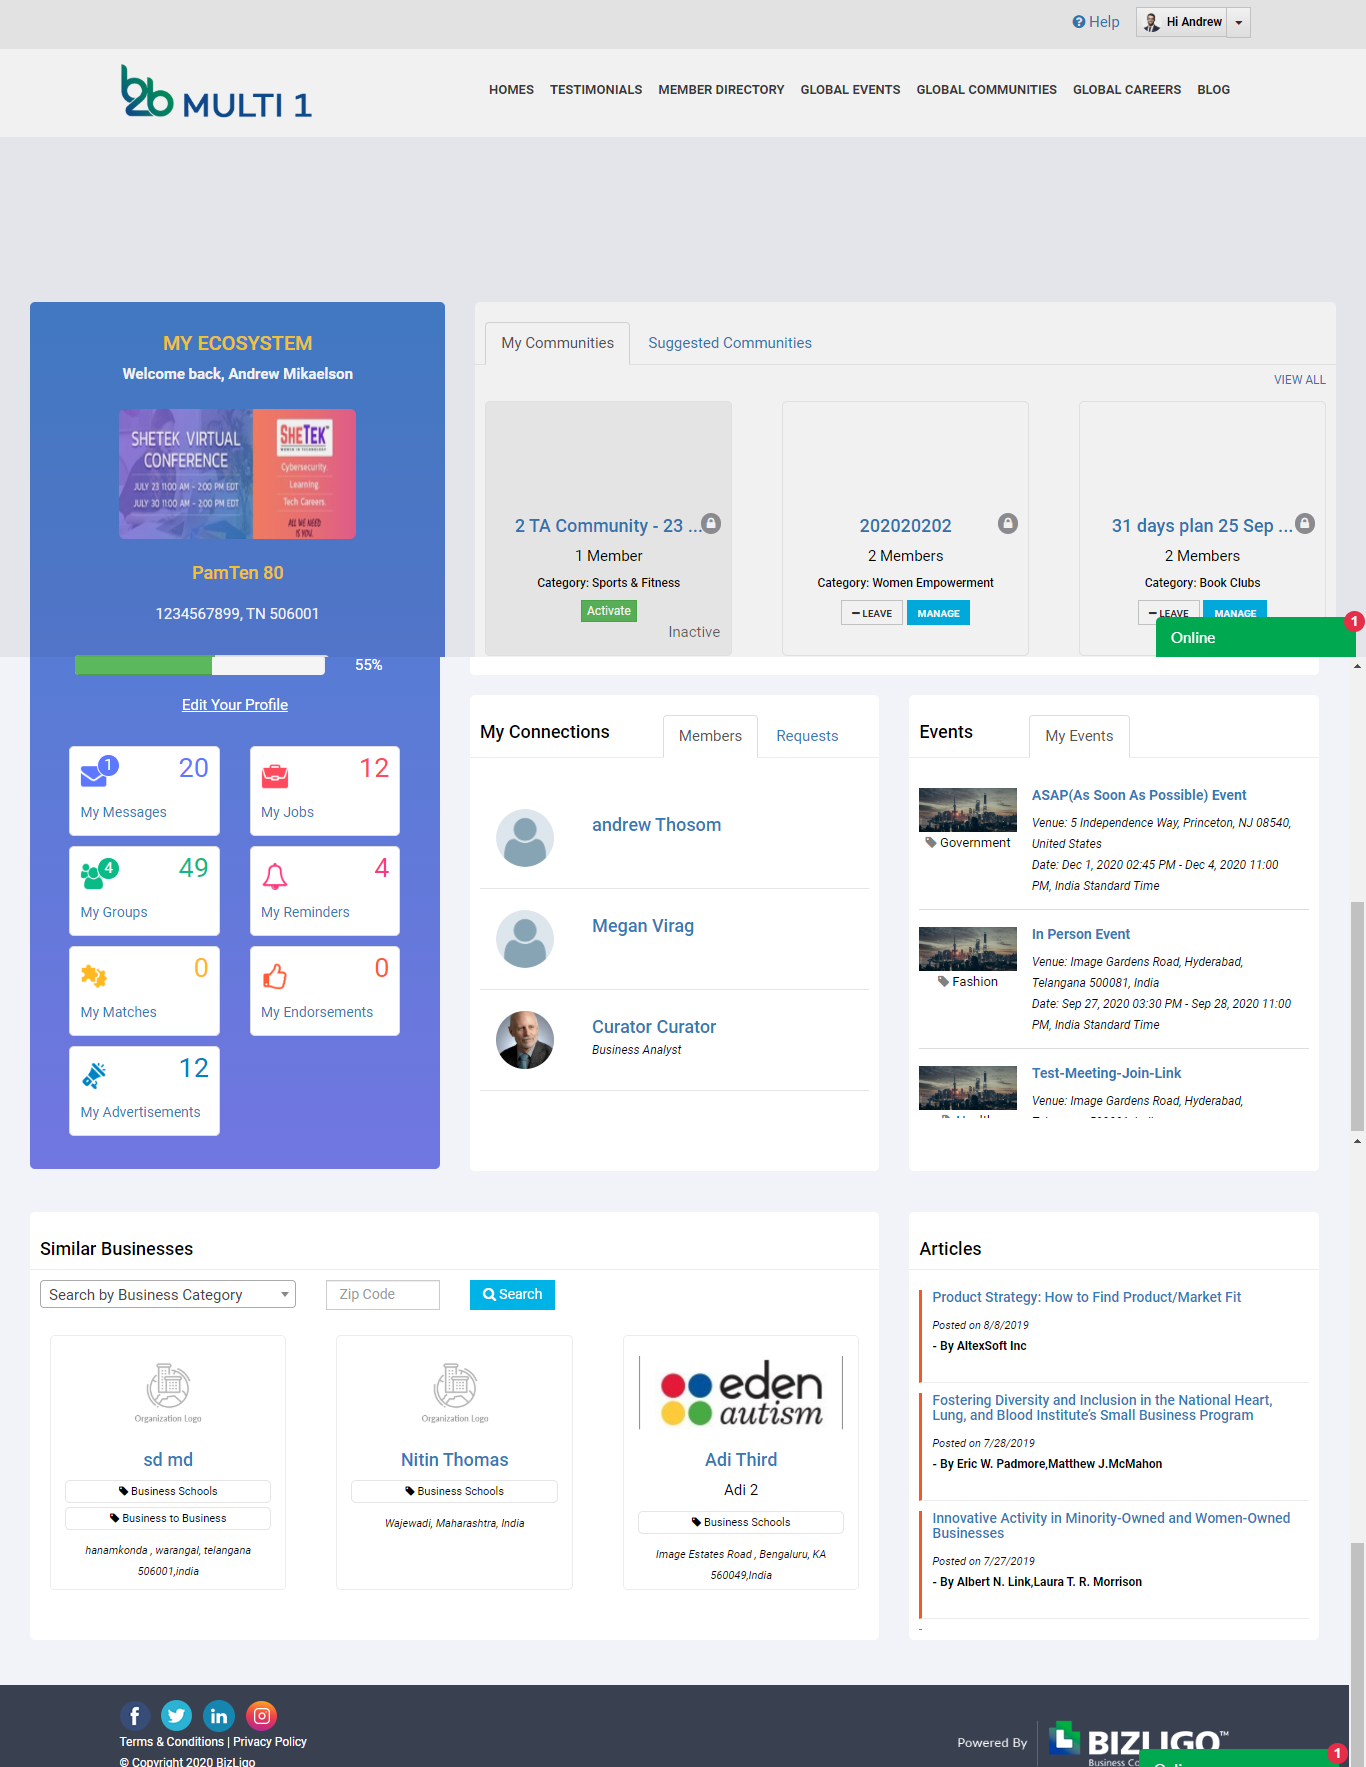 Help
Hi Andrew
b2b MULTI 1
HOMES TESTIMONIALS MEMBER DIRECTORY GLOBAL EVENTS GLOBAL COMMUNITIES GLOBAL CAREERS BLOG
MY ECOSYSTEM
Welcome back, Andrew Mikaelson
SHETEK VIRTUAL
CONFERENCE
JULY 23 11:00 AM - 2:00 PM EDT
JULY 30 11:00 AM - 2:00 PM EDT
SHETEK
WOMEN IN TECHNOLOGY
Cybersecurity
Learning
Tech Careers
ALL WE NEED
IS YOU.
PamTen 80
1234567899, TN 506001
55%
Edit Your Profile
1 20
My Messages
12
My Jobs
4 49
My Groups
4
My Reminders
0
My Matches
0
My Endorsements
12
My Advertisements
My Communities
Suggested Communities
VIEW ALL
2 TA Community - 23 ...
1 Member
Category: Sports & Fitness
Activate
Inactive
202020202
2 Members
Category: Women Empowerment
LEAVE
MANAGE
31 days plan 25 Sep ...
2 Members
Category: Book Clubs
LEAVE
MANAGE
Online
1
My Connections
Members
Requests
andrew Thosom
Megan Virag
Curator Curator
Business Analyst
Events
My Events
ASAP(As Soon As Possible) Event
Government
Venue: 5 Independence Way, Princeton, NJ 08540,
United States
Date: Dec 1, 2020 02:45 PM - Dec 4, 2020 11:00
PM, India Standard Time
In Person Event
Fashion
Venue: Image Gardens Road, Hyderabad,
Telangana 500081, India
Date: Sep 27, 2020 03:30 PM - Sep 28, 2020 11:00
PM, India Standard Time
Test-Meeting-Join-Link
Venue: Image Gardens Road, Hyderabad,
Similar Businesses
Search by Business Category
Zip Code
Search
Organization Logo
sd md
Business Schools
Business to Business
hanamkonda , warangal, telangana
506001,india
Organization Logo
Nitin Thomas
Business Schools
Wajewadi, Maharashtra, India
eden
autism
Adi Third
Adi 2
Business Schools
Image Estates Road , Bengaluru, KA
560049,India
Articles
Product Strategy: How to Find Product/Market Fit
Posted on 8/8/2019
- By AltexSoft Inc
Fostering Diversity and Inclusion in the National Heart,
Lung, and Blood Institute's Small Business Program
Posted on 7/28/2019
- By Eric W. Padmore,Matthew J.McMahon
Innovative Activity in Minority-Owned and Women-Owned
Businesses
Posted on 7/27/2019
- By Albert N. Link,Laura T. R. Morrison
Terms & Conditions | Privacy Policy
© Copyright 2020 BizLigo
Powered By
BIZLIGO™
Business Co
Online
1